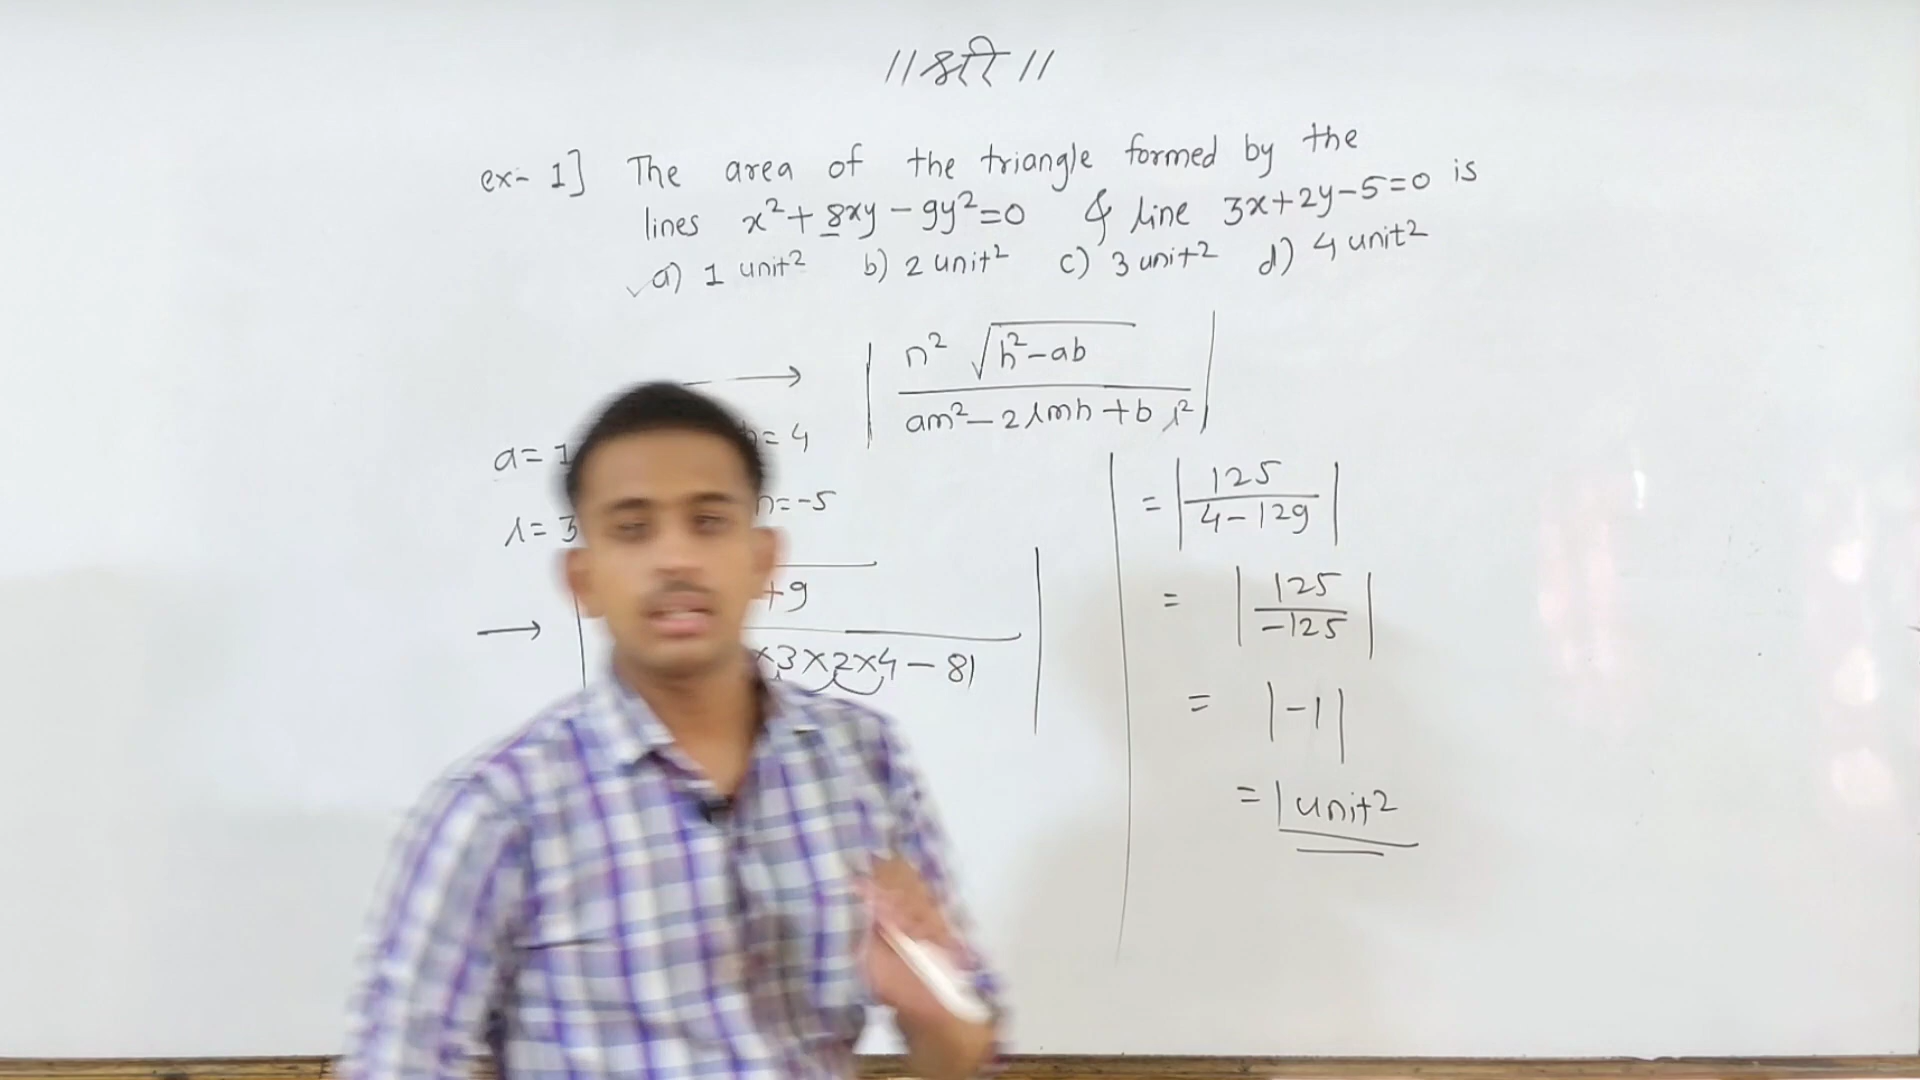 ॥ श्री ॥
ex- 1] The area of the triangle formed by the
lines x²+8xy-9y²=0 & line 3x+2y-5=0 is
a) 1 unit² b) 2 unit² c) 3 unit² d) 4 unit²
→ | n² √h²-ab / am²-2lmh+bl² |
a=1 h=4
l=3 n=-5
→ | +9 / ×3×2×4-81 |
= | 125 / 4-129 |
= | 125 / -125 |
= |-1|
= 1 unit²